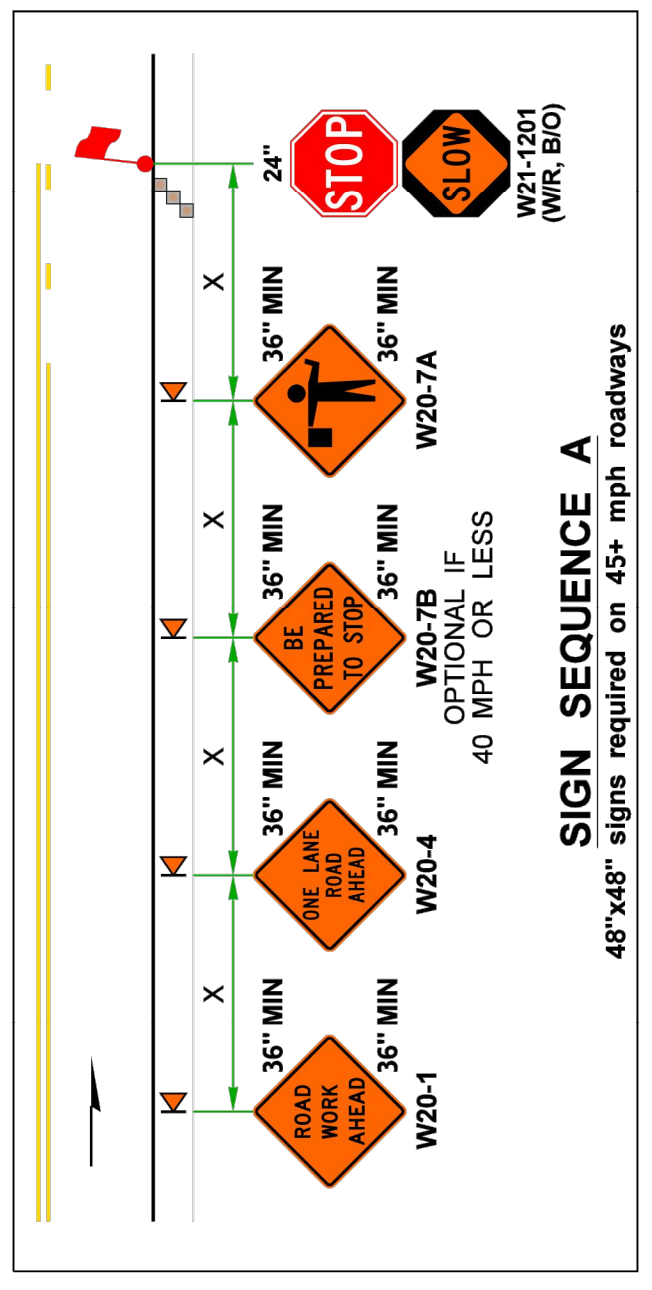 X
X
X
X
36" MIN
36" MIN
36" MIN
36" MIN
24"
ROAD
WORK
AHEAD
ONE LANE
ROAD
AHEAD
BE
PREPARED
TO STOP
STOP
SLOW
36" MIN
36" MIN
36" MIN
36" MIN
W20-1
W20-4
W20-7B
OPTIONAL IF
40 MPH OR LESS
W20-7A
W21-1201
(W/R, B/O)
SIGN SEQUENCE A
48"x48" signs required on 45+ mph roadways